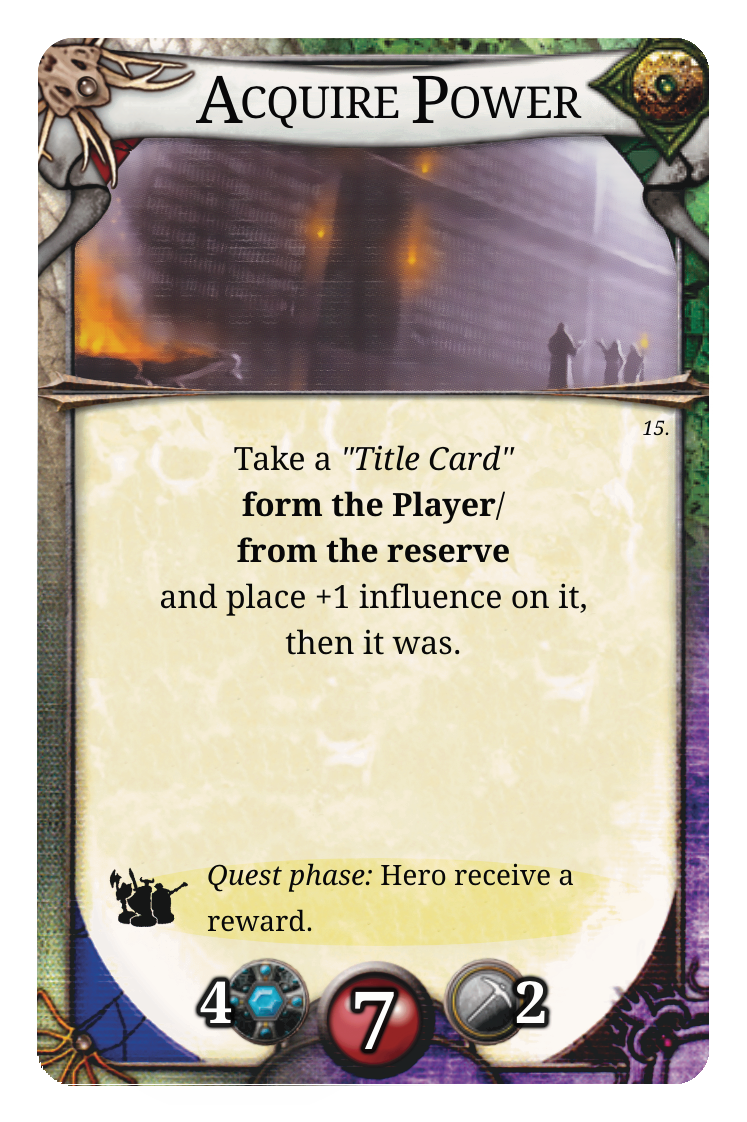 Acquire Power
15.
Take a "Title Card"
form the Player/
from the reserve
and place +1 influence on it,
then it was.
Quest phase: Hero receive a
reward.
4 7 2